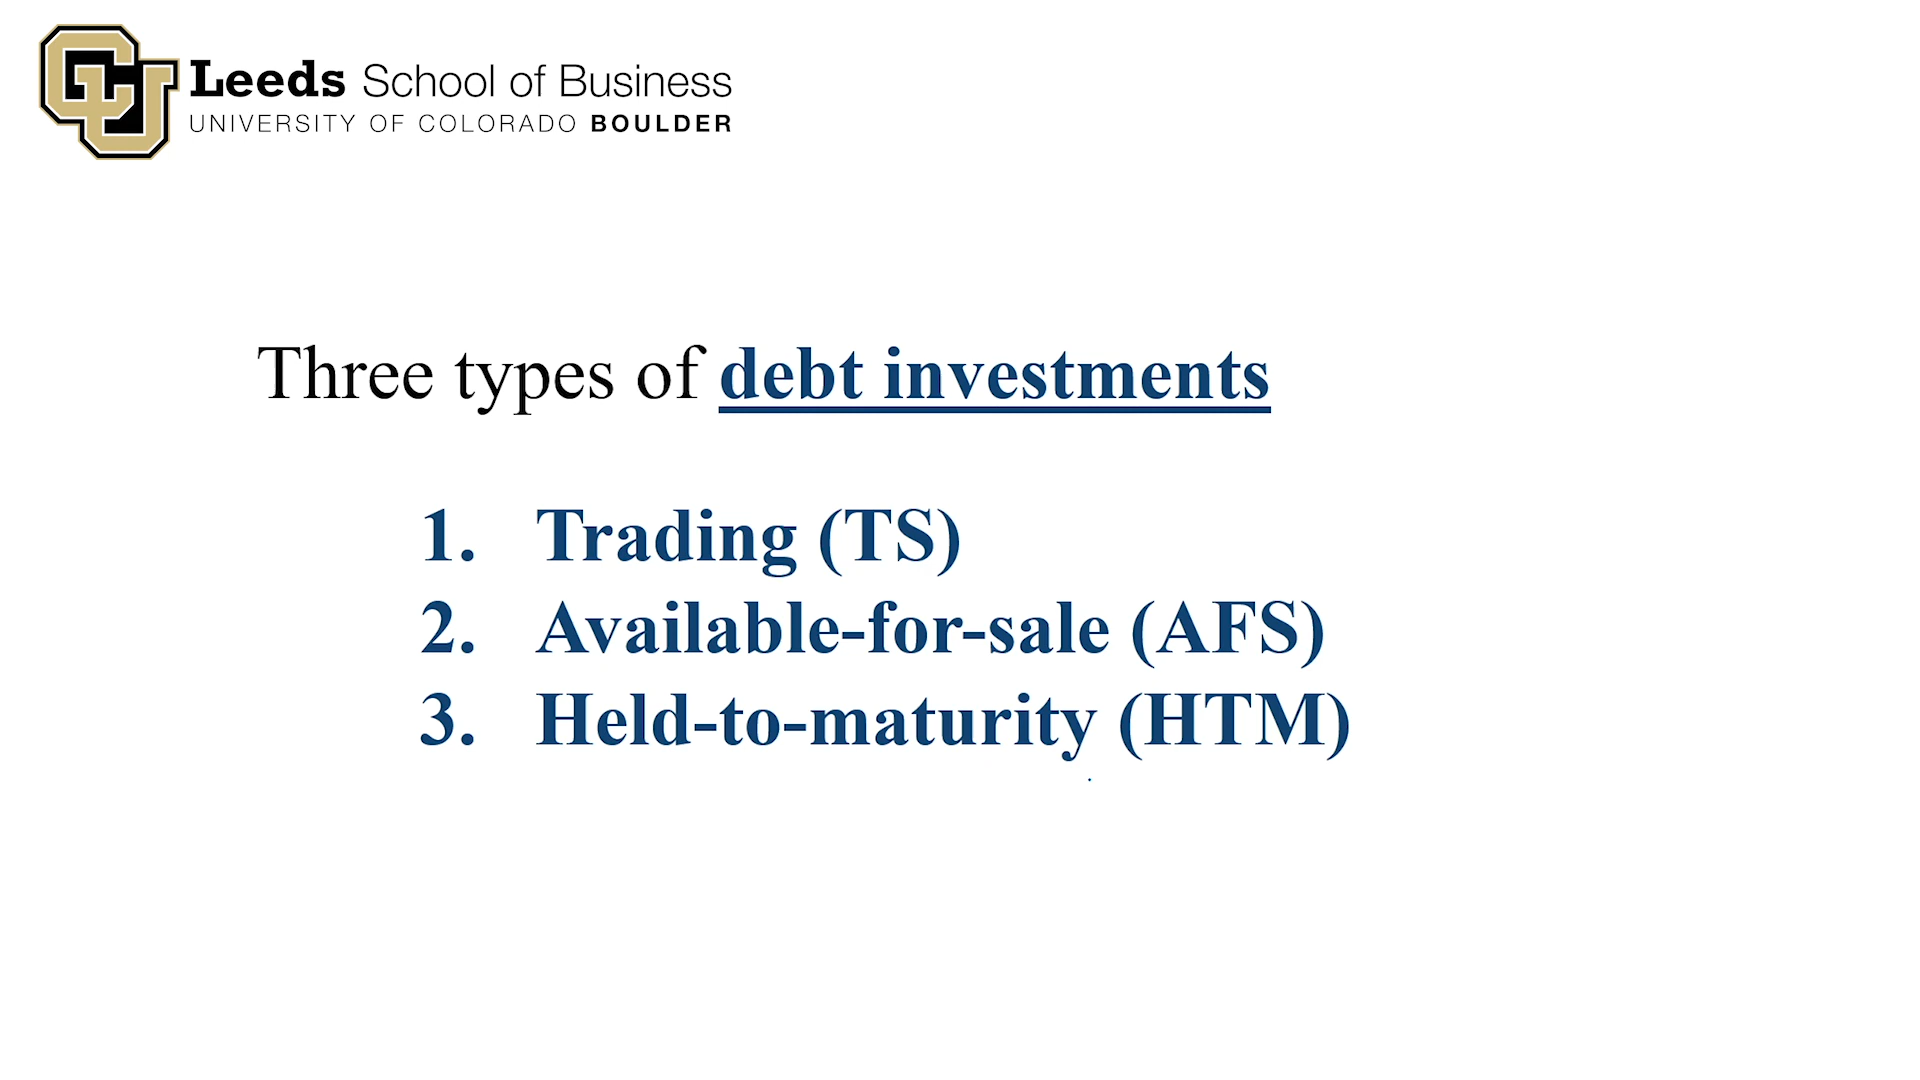 CU
Leeds School of Business
UNIVERSITY OF COLORADO BOULDER
Three types of debt investments
1. Trading (TS)
2. Available-for-sale (AFS)
3. Held-to-maturity (HTM)